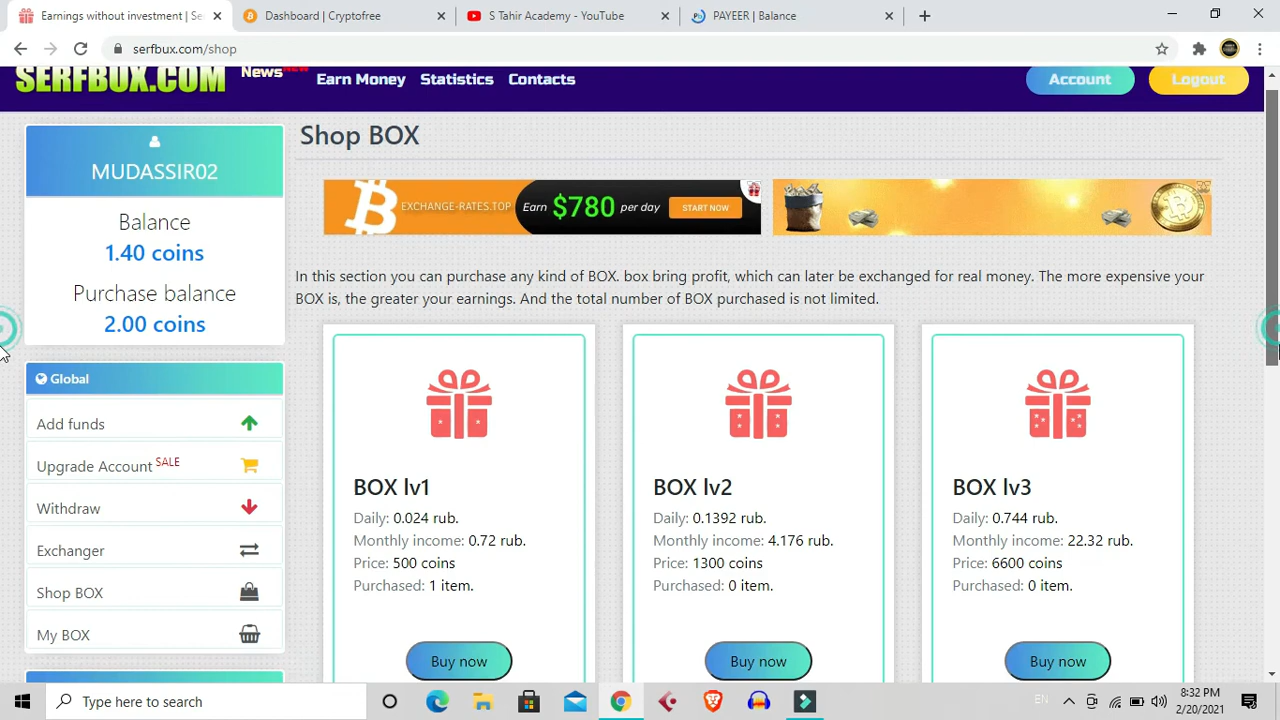 Earnings without investment | Se
Dashboard | Cryptofree
S Tahir Academy - YouTube
PAYEER | Balance
serfbux.com/shop
SERFBUX.COM
News NEW
Earn Money
Statistics
Contacts
Account
Logout
MUDASSIR02
Balance
1.40 coins
Purchase balance
2.00 coins
Global
Add funds
Upgrade Account SALE
Withdraw
Exchanger
Shop BOX
My BOX
Shop BOX
EXCHANGE-RATES.TOP
Earn $780 per day
START NOW
In this section you can purchase any kind of BOX. box bring profit, which can later be exchanged for real money. The more expensive your
BOX is, the greater your earnings. And the total number of BOX purchased is not limited.
BOX lv1
Daily: 0.024 rub.
Monthly income: 0.72 rub.
Price: 500 coins
Purchased: 1 item.
Buy now
BOX lv2
Daily: 0.1392 rub.
Monthly income: 4.176 rub.
Price: 1300 coins
Purchased: 0 item.
Buy now
BOX lv3
Daily: 0.744 rub.
Monthly income: 22.32 rub.
Price: 6600 coins
Purchased: 0 item.
Buy now
Type here to search
EN
8:32 PM
2/20/2021